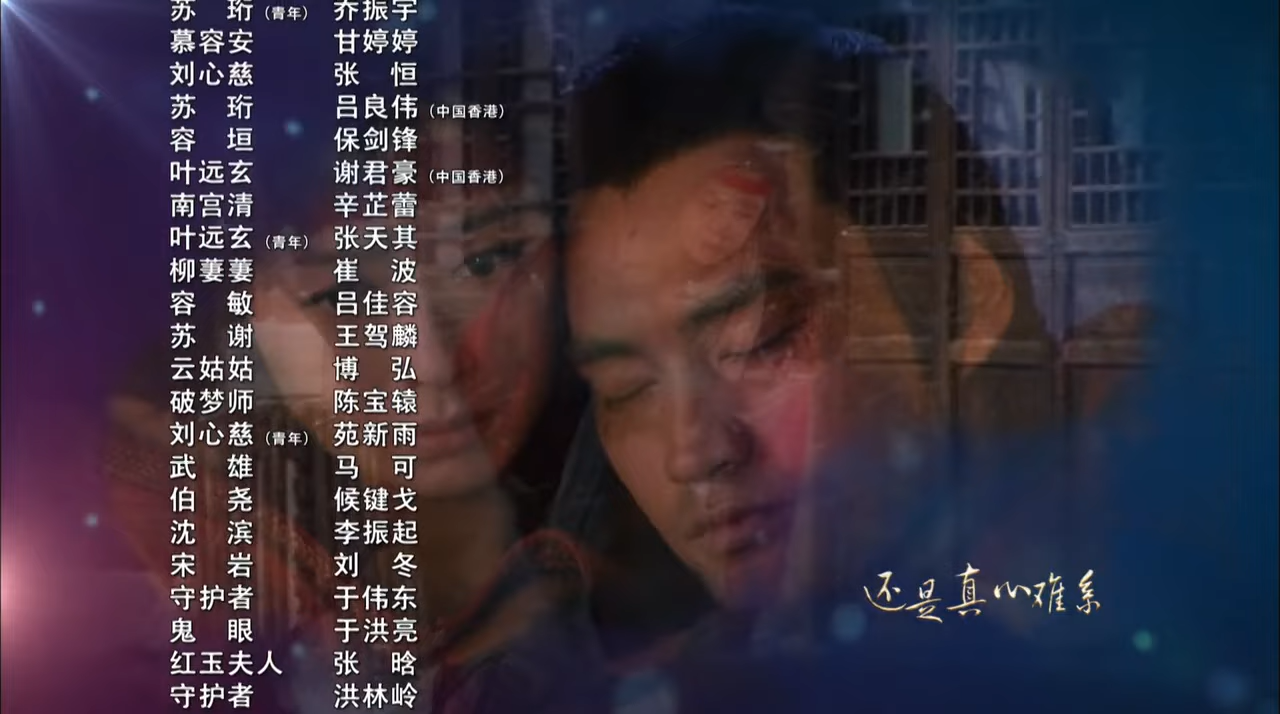 苏 珩（青年） 乔振宇
慕容安 甘婷婷
刘心慈 张 恒
苏 珩 吕良伟（中国香港）
容 垣 保剑锋
叶远玄 谢君豪（中国香港）
南宫清 辛芷蕾
叶远玄（青年） 张天其
柳萋萋 崔 波
容 敏 吕佳容
苏 谢 王驾麟
云姑姑 博 弘
破梦师 陈宝辕
刘心慈（青年） 苑新雨
武 雄 马 可
伯 尧 候键戈
沈 滨 李振起
宋 岩 刘 冬
守护者 于伟东
鬼 眼 于洪亮
红玉夫人 张 晗
守护者 洪林岭
还是真心难系